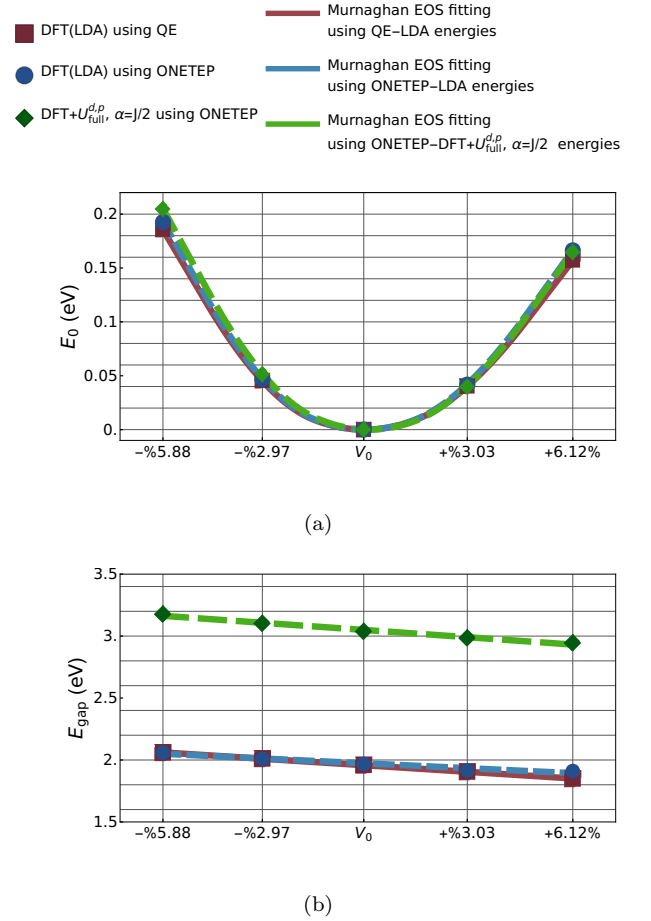 DFT(LDA) using QE
DFT(LDA) using ONETEP
DFT+U^{d,p}_{full}, α=J/2 using ONETEP
Murnaghan EOS fitting
using QE–LDA energies
Murnaghan EOS fitting
using ONETEP–LDA energies
Murnaghan EOS fitting
using ONETEP–DFT+U^{d,p}_{full}, α=J/2 energies
E_0 (eV)
0.2
0.15
0.1
0.05
0.
–%5.88
–%2.97
V_0
+%3.03
+6.12%
(a)
E_gap (eV)
3.5
3.
2.5
2.
1.5
–%5.88
–%2.97
V_0
+%3.03
+6.12%
(b)